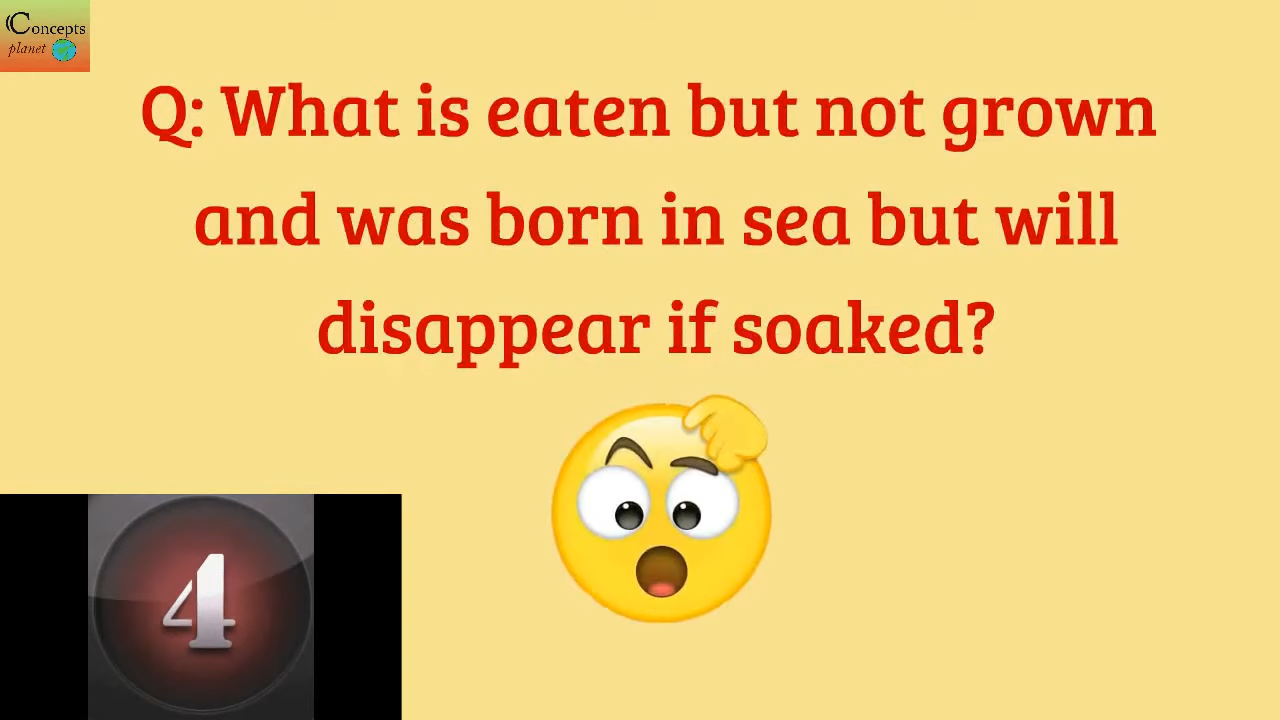 Concepts
planet
Q: What is eaten but not grown
and was born in sea but will
disappear if soaked?
4